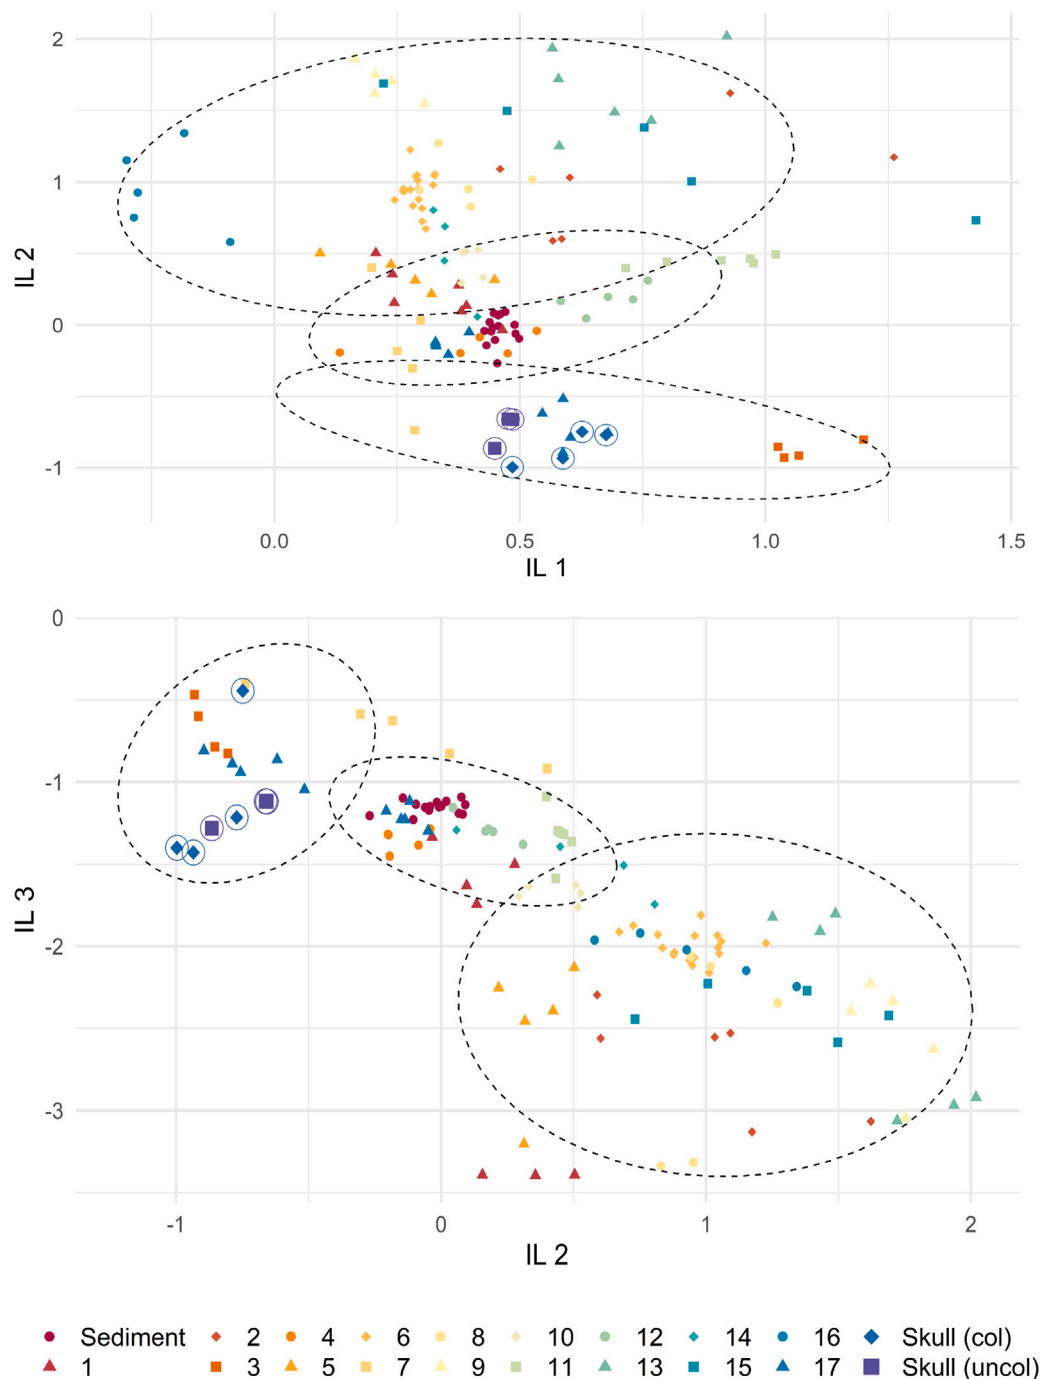 2
1
0
-1
IL 2
0.0 0.5 1.0 1.5
IL 1
0
-1
-2
-3
IL 3
-1 0 1 2
IL 2
Sediment 2 4 6 8 10 12 14 16 Skull (col)
1 3 5 7 9 11 13 15 17 Skull (uncol)